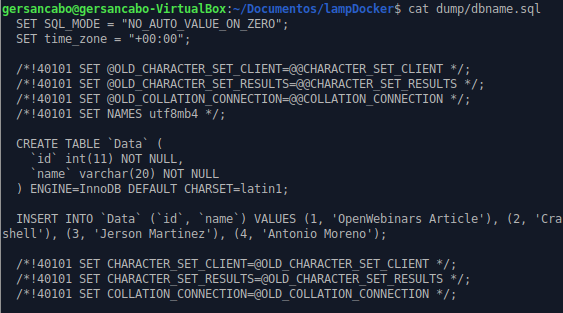 gersancabo@gersancabo-VirtualBox:~/Documentos/lampDocker$ cat dump/dbname.sql
  SET SQL_MODE = "NO_AUTO_VALUE_ON_ZERO";
  SET time_zone = "+00:00";

  /*!40101 SET @OLD_CHARACTER_SET_CLIENT=@@CHARACTER_SET_CLIENT */;
  /*!40101 SET @OLD_CHARACTER_SET_RESULTS=@@CHARACTER_SET_RESULTS */;
  /*!40101 SET @OLD_COLLATION_CONNECTION=@@COLLATION_CONNECTION */;
  /*!40101 SET NAMES utf8mb4 */;

  CREATE TABLE `Data` (
    `id` int(11) NOT NULL,
    `name` varchar(20) NOT NULL
  ) ENGINE=InnoDB DEFAULT CHARSET=latin1;

  INSERT INTO `Data` (`id`, `name`) VALUES (1, 'OpenWebinars Article'), (2, 'Cra
shell'), (3, 'Jerson Martinez'), (4, 'Antonio Moreno');

  /*!40101 SET CHARACTER_SET_CLIENT=@OLD_CHARACTER_SET_CLIENT */;
  /*!40101 SET CHARACTER_SET_RESULTS=@OLD_CHARACTER_SET_RESULTS */;
  /*!40101 SET COLLATION_CONNECTION=@OLD_COLLATION_CONNECTION */;